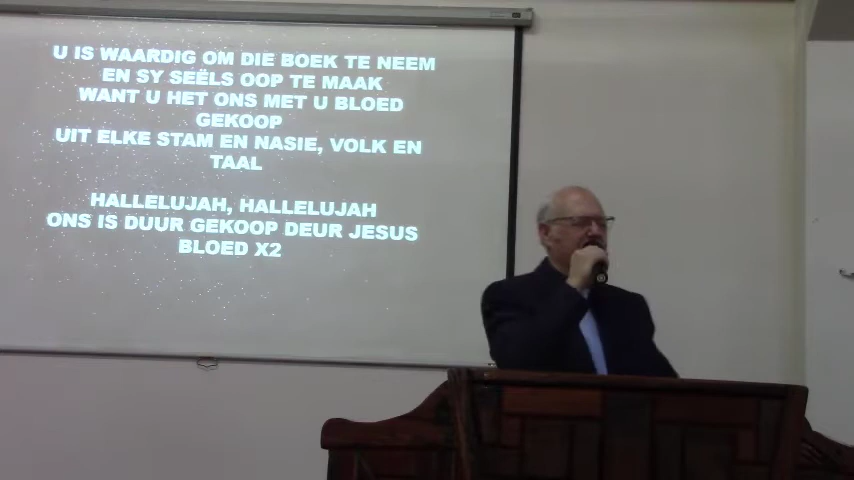 U IS WAARDIG OM DIE BOEK TE NEEM
EN SY SEËLS OOP TE MAAK
WANT U HET ONS MET U BLOED
GEKOOP
UIT ELKE STAM EN NASIE, VOLK EN
TAAL
HALLELUJAH, HALLELUJAH
ONS IS DUUR GEKOOP DEUR JESUS
BLOED X2